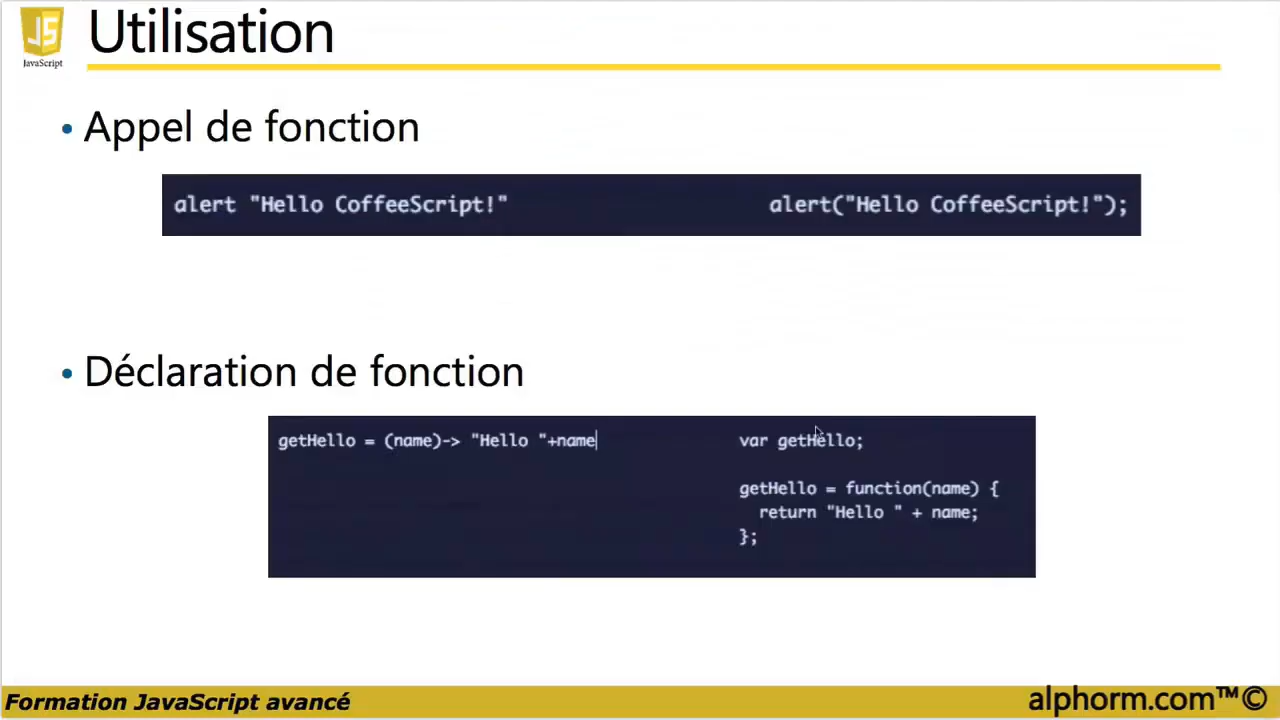 JS
JavaScript
Utilisation
• Appel de fonction
alert "Hello CoffeeScript!"
alert("Hello CoffeeScript!");
• Déclaration de fonction
getHello = (name)-> "Hello "+name
var getHello;
getHello = function(name) {
return "Hello " + name;
};
Formation JavaScript avancé
alphorm.com™©